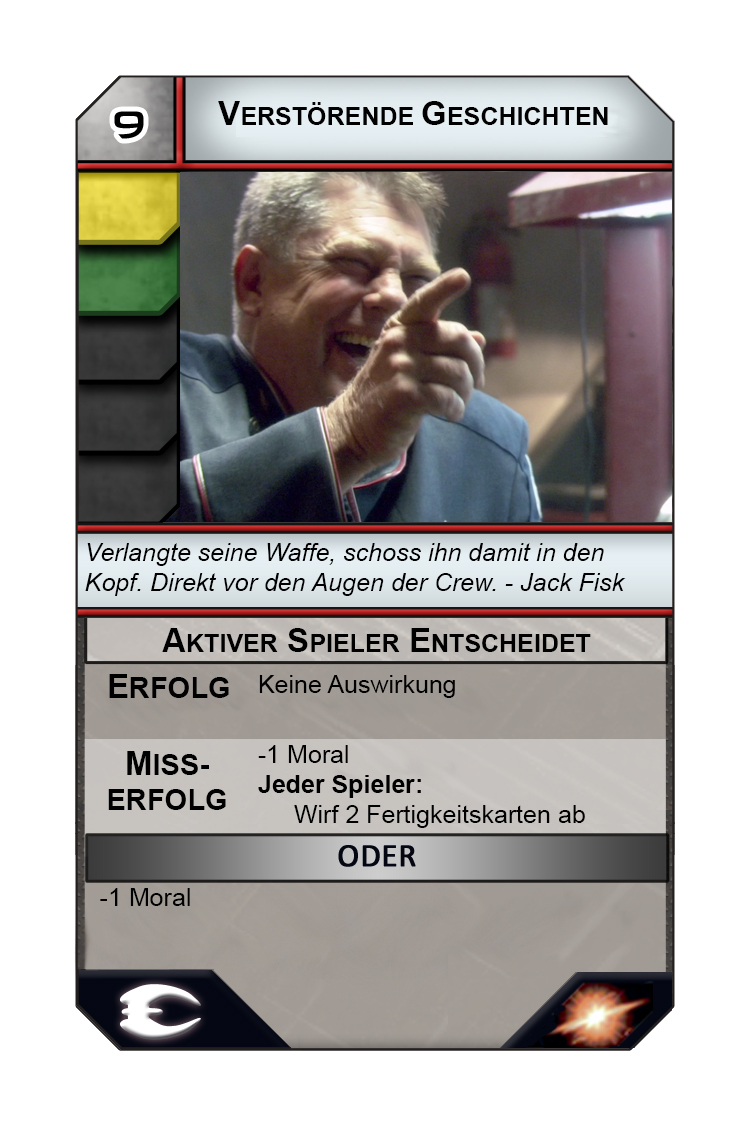 9
VERSTÖRENDE GESCHICHTEN
Verlangte seine Waffe, schoss ihn damit in den
Kopf. Direkt vor den Augen der Crew. - Jack Fisk
AKTIVER SPIELER ENTSCHEIDET
ERFOLG
Keine Auswirkung
MISS-
ERFOLG
-1 Moral
Jeder Spieler:
Wirf 2 Fertigkeitskarten ab
ODER
-1 Moral